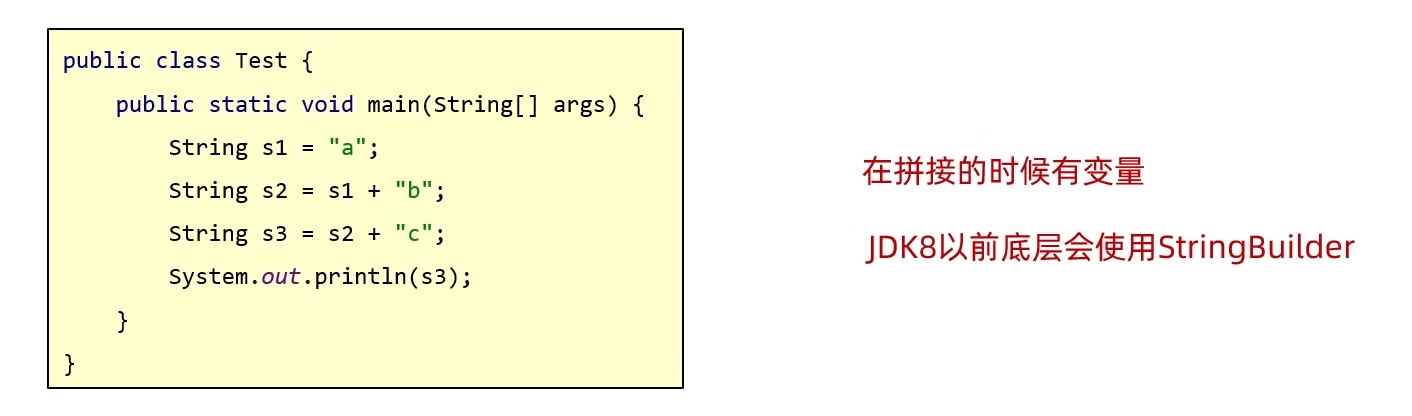 public class Test {
    public static void main(String[] args) {
        String s1 = "a";
        String s2 = s1 + "b";
        String s3 = s2 + "c";
        System.out.println(s3);
    }
}
在拼接的时候有变量
JDK8以前底层会使用StringBuilder